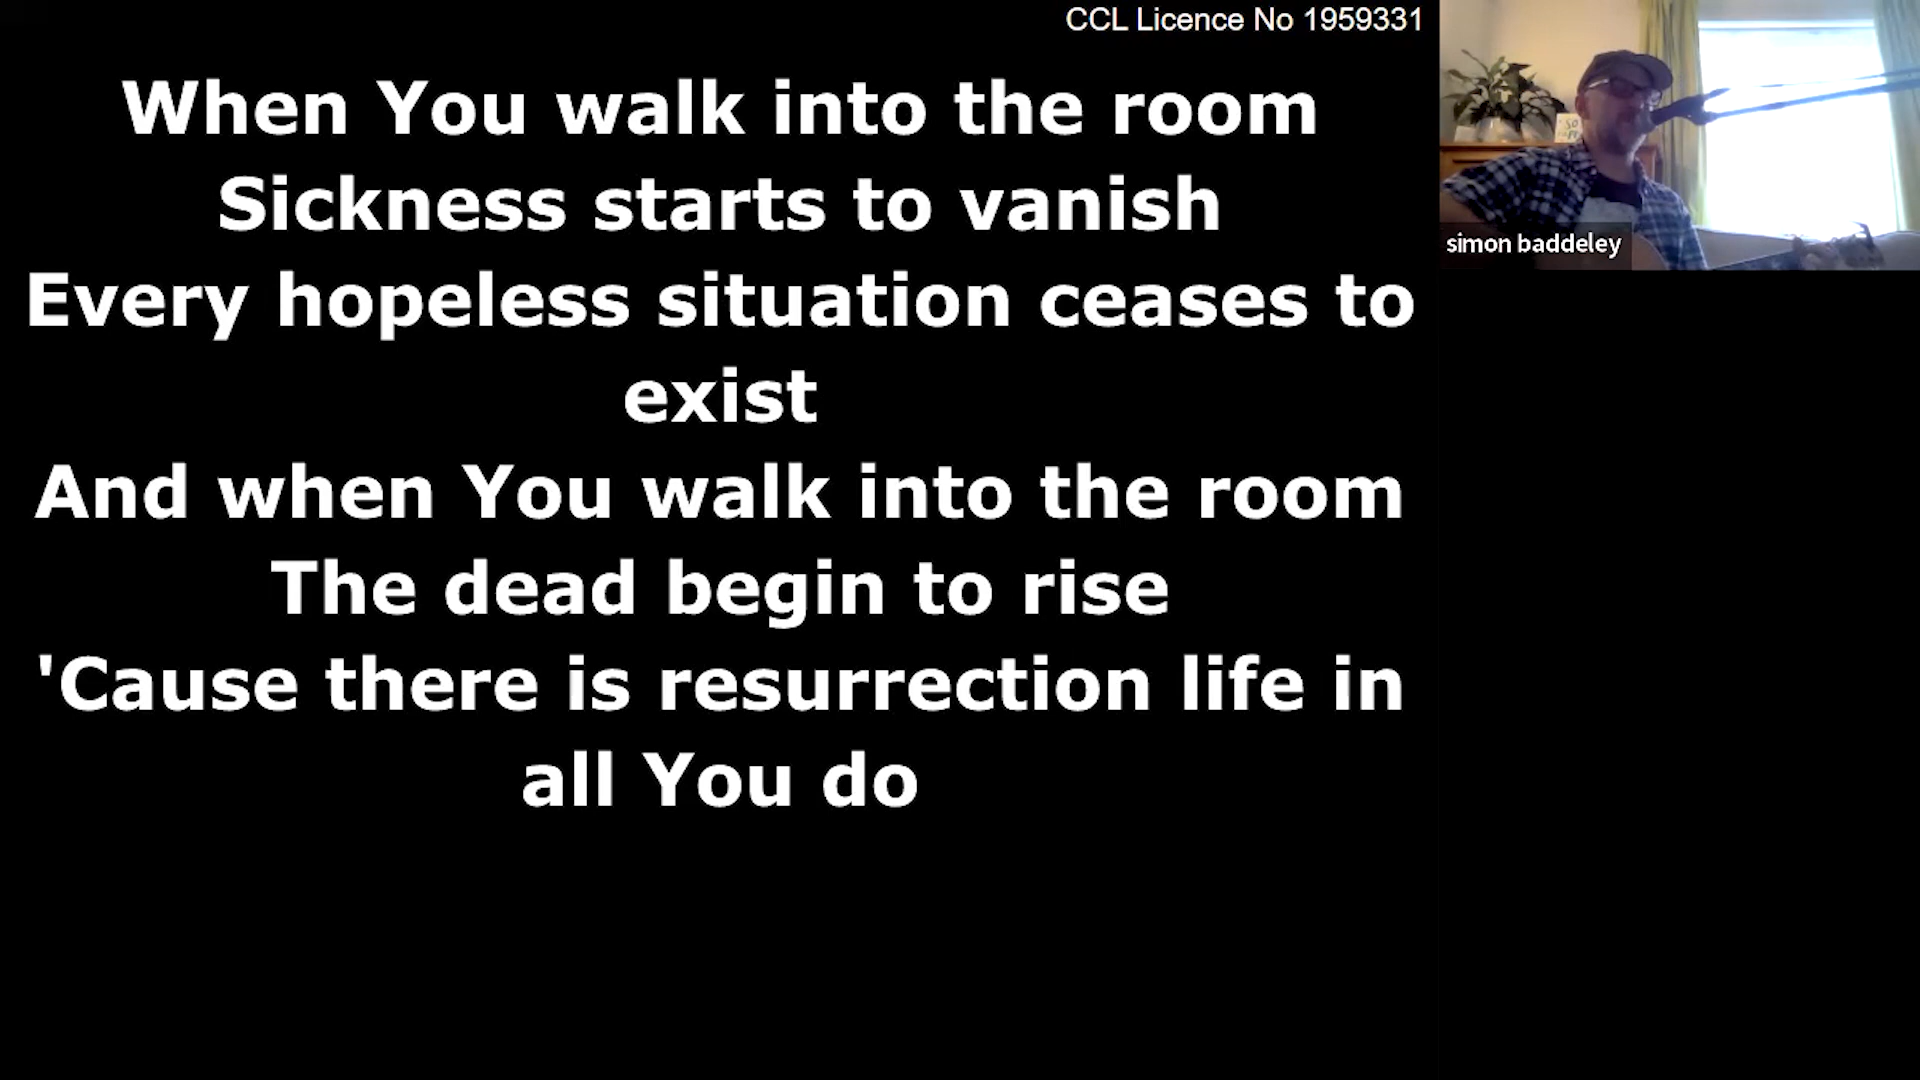 CCL Licence No 1959331
When You walk into the room
Sickness starts to vanish
Every hopeless situation ceases to
exist
And when You walk into the room
The dead begin to rise
'Cause there is resurrection life in
all You do
simon baddeley